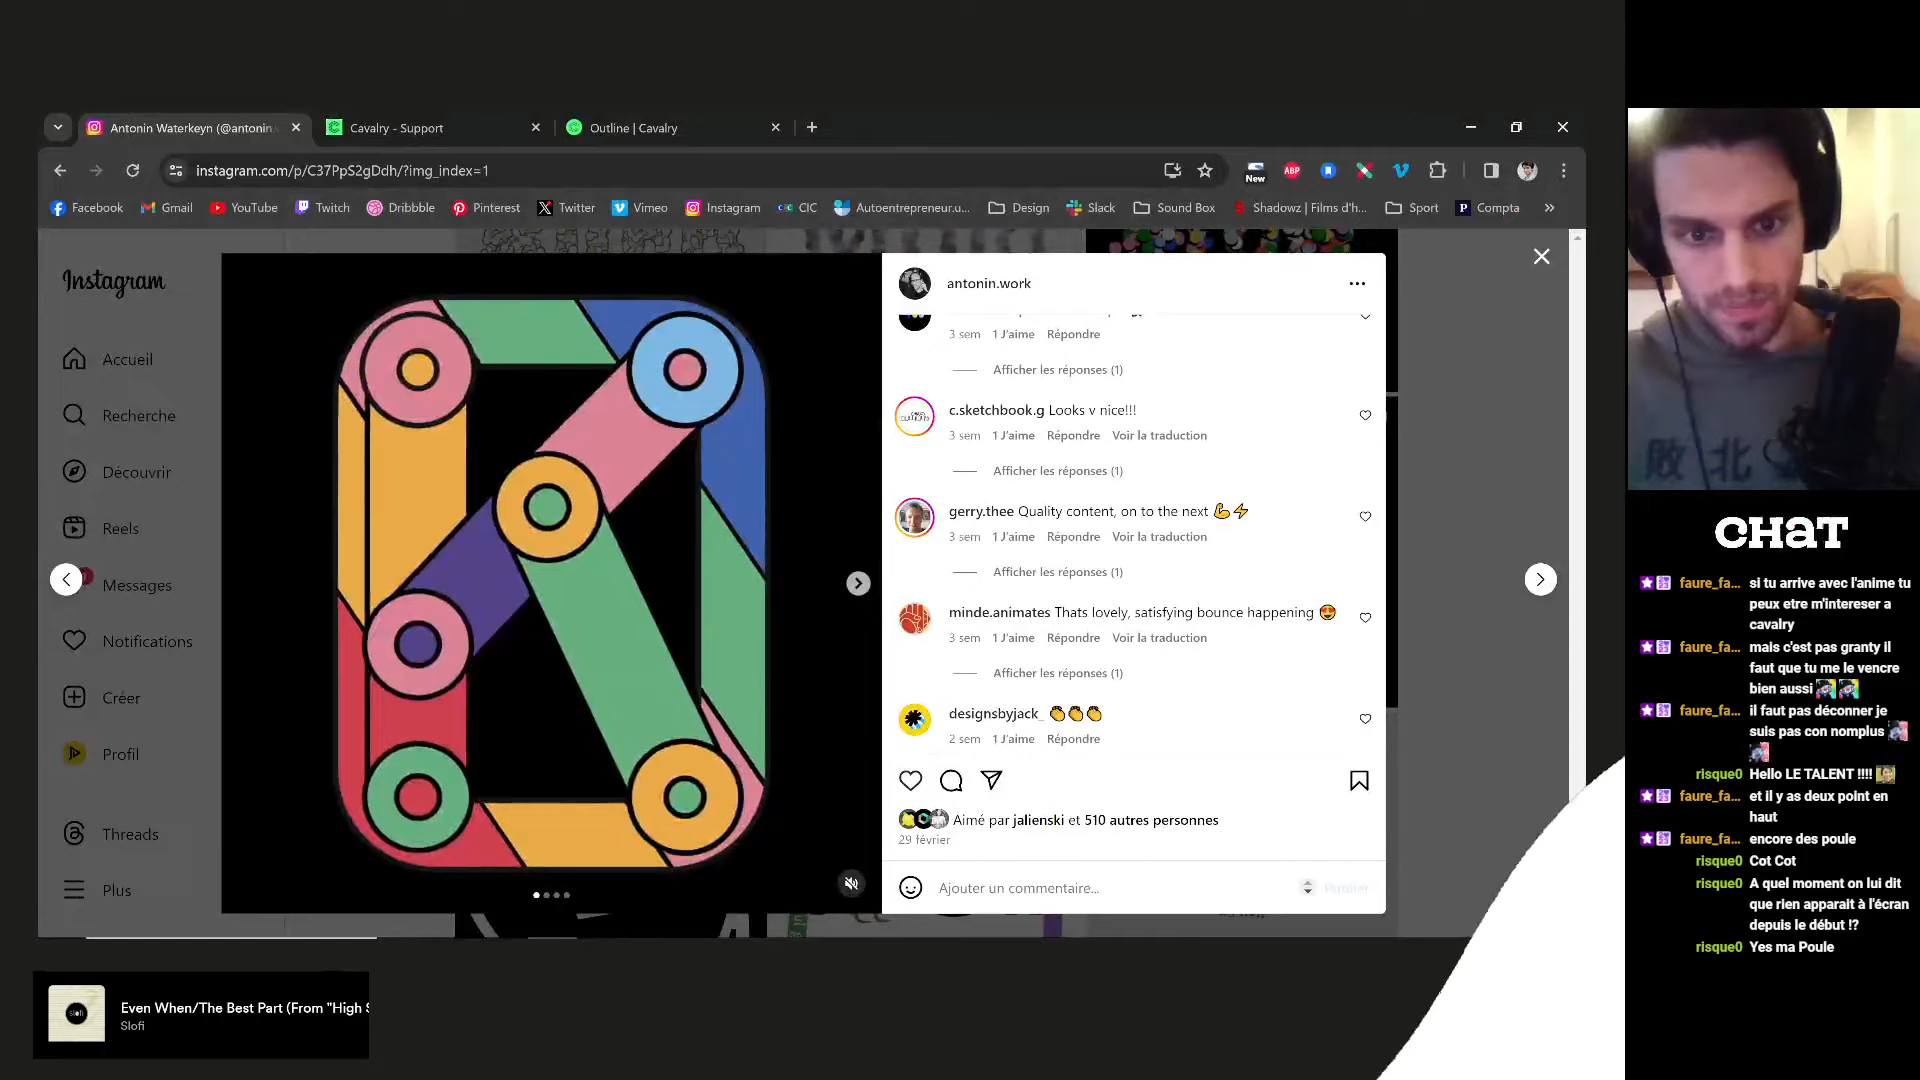 Antonin Waterkeyn (@antonin.
Cavalry - Support
Outline | Cavalry
instagram.com/p/C37PpS2gDdh/?img_index=1
New
ABP
Facebook
Gmail
YouTube
Twitch
Dribbble
Pinterest
Twitter
Vimeo
Instagram
CIC
Autoentrepreneur.u...
Design
Slack
Sound Box
Shadowz | Films d'h...
Sport
Compta
Instagram
Accueil
Recherche
Découvrir
Reels
Messages
Notifications
Créer
Profil
Threads
Plus
antonin.work
3 sem 1 J'aime Répondre
Afficher les réponses (1)
c.sketchbook.g Looks v nice!!!
3 sem 1 J'aime Répondre Voir la traduction
Afficher les réponses (1)
gerry.thee Quality content, on to the next 💪⚡
3 sem 1 J'aime Répondre Voir la traduction
Afficher les réponses (1)
minde.animates Thats lovely, satisfying bounce happening 😍
3 sem 1 J'aime Répondre Voir la traduction
Afficher les réponses (1)
designsbyjack_ 👏👏👏
2 sem 1 J'aime Répondre
Aimé par jalienski et 510 autres personnes
29 février
Ajouter un commentaire...
Publier
敗北
CHAT
faure_fa... si tu arrive avec l'anime tu
peux etre m'intereser a
cavalry
faure_fa... mais c'est pas granty il
faut que tu me le vencre
bien aussi
faure_fa... il faut pas déconner je
suis pas con nomplus
risque0 Hello LE TALENT !!!!
faure_fa... et il y as deux point en
haut
faure_fa... encore des poule
risque0 Cot Cot
risque0 A quel moment on lui dit
que rien apparait à l'écran
depuis le début !?
risque0 Yes ma Poule
slofi
Even When/The Best Part (From "High S
Slofi